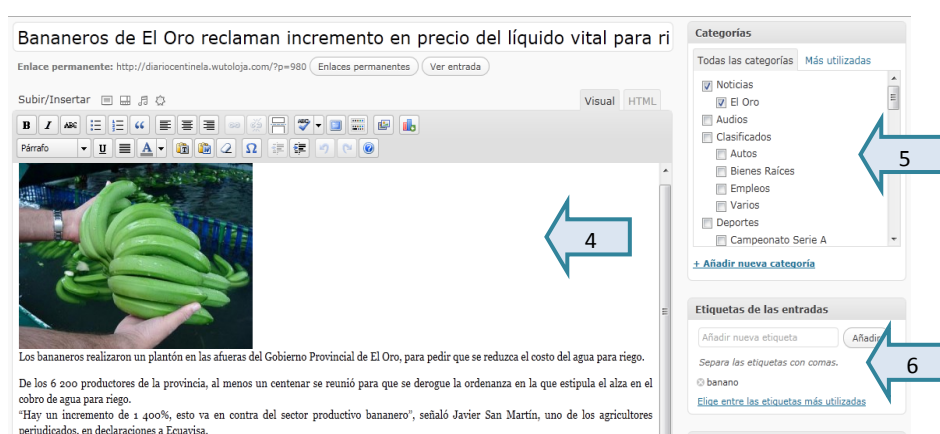 Bananeros de El Oro reclaman incremento en precio del líquido vital para ri
Enlace permanente: http://diariocentinela.wutoloja.com/?p=980 Enlaces permanentes Ver entrada
Subir/Insertar
Visual HTML
B I ABC
Párrafo U A Ω
4
Los bananeros realizaron un plantón en las afueras del Gobierno Provincial de El Oro, para pedir que se reduzca el costo del agua para riego.
De los 6 200 productores de la provincia, al menos un centenar se reunió para que se derogue la ordenanza en la que estipula el alza en el
cobro de agua para riego.
“Hay un incremento de 1 400%, esto va en contra del sector productivo bananero”, señaló Javier San Martín, uno de los agricultores
perjudicados, en declaraciones a Ecuavisa.
Categorías
Todas las categorías Más utilizadas
Noticias
El Oro
Audios
Clasificados
Autos
Bienes Raíces
Empleos
Varios
Deportes
Campeonato Serie A
5
+ Añadir nueva categoría
Etiquetas de las entradas
Añadir nueva etiqueta
Separa las etiquetas con comas.
6
banano
Elige entre las etiquetas más utilizadas